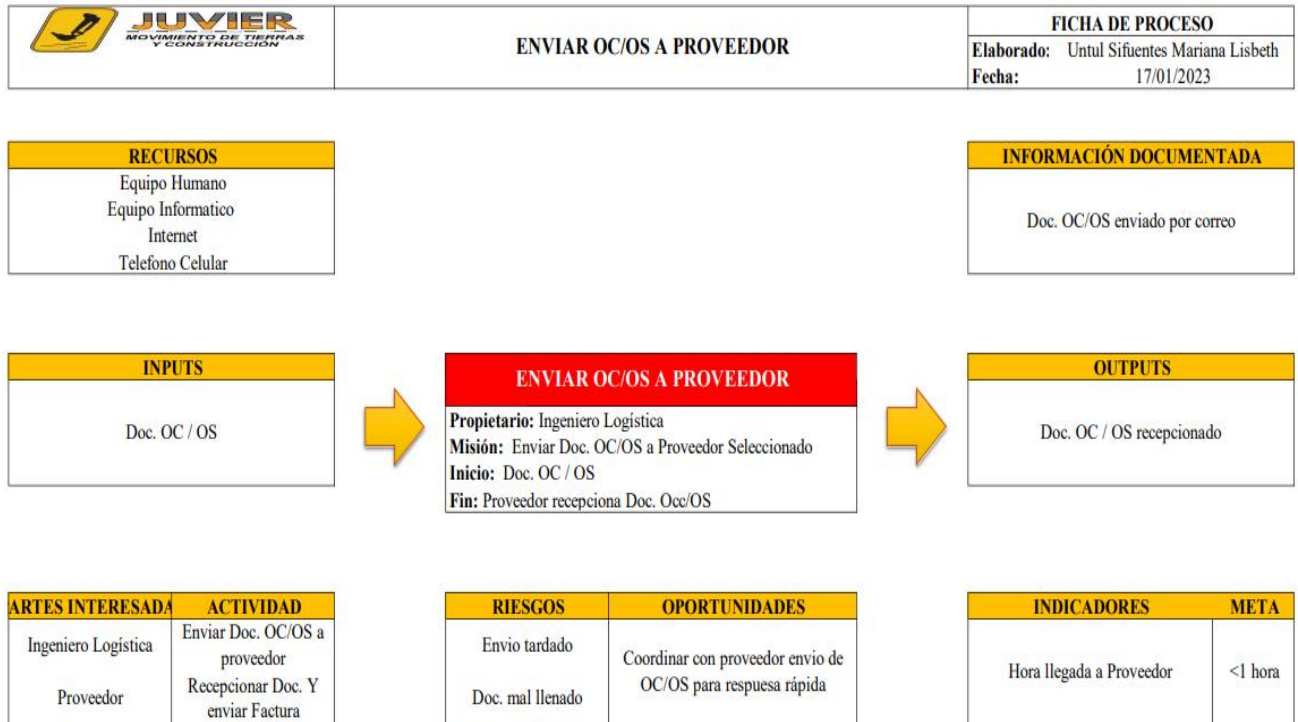 JUVIER
MOVIMIENTO DE TIERRAS
Y CONSTRUCCIÓN
ENVIAR OC/OS A PROVEEDOR
FICHA DE PROCESO
Elaborado: Untul Sifuentes Mariana Lisbeth
Fecha: 17/01/2023
RECURSOS
Equipo Humano
Equipo Informatico
Internet
Telefono Celular
INFORMACIÓN DOCUMENTADA
Doc. OC/OS enviado por correo
INPUTS
Doc. OC / OS
ENVIAR OC/OS A PROVEEDOR
Propietario: Ingeniero Logística
Misión: Enviar Doc. OC/OS a Proveedor Seleccionado
Inicio: Doc. OC / OS
Fin: Proveedor recepciona Doc. Occ/OS
OUTPUTS
Doc. OC / OS recepcionado
ARTES INTERESADA
ACTIVIDAD
Ingeniero Logística
Enviar Doc. OC/OS a
proveedor
Proveedor
Recepcionar Doc. Y
enviar Factura
RIESGOS
OPORTUNIDADES
Envio tardado
Doc. mal llenado
Coordinar con proveedor envio de
OC/OS para respuesa rápida
INDICADORES
META
Hora llegada a Proveedor
<1 hora